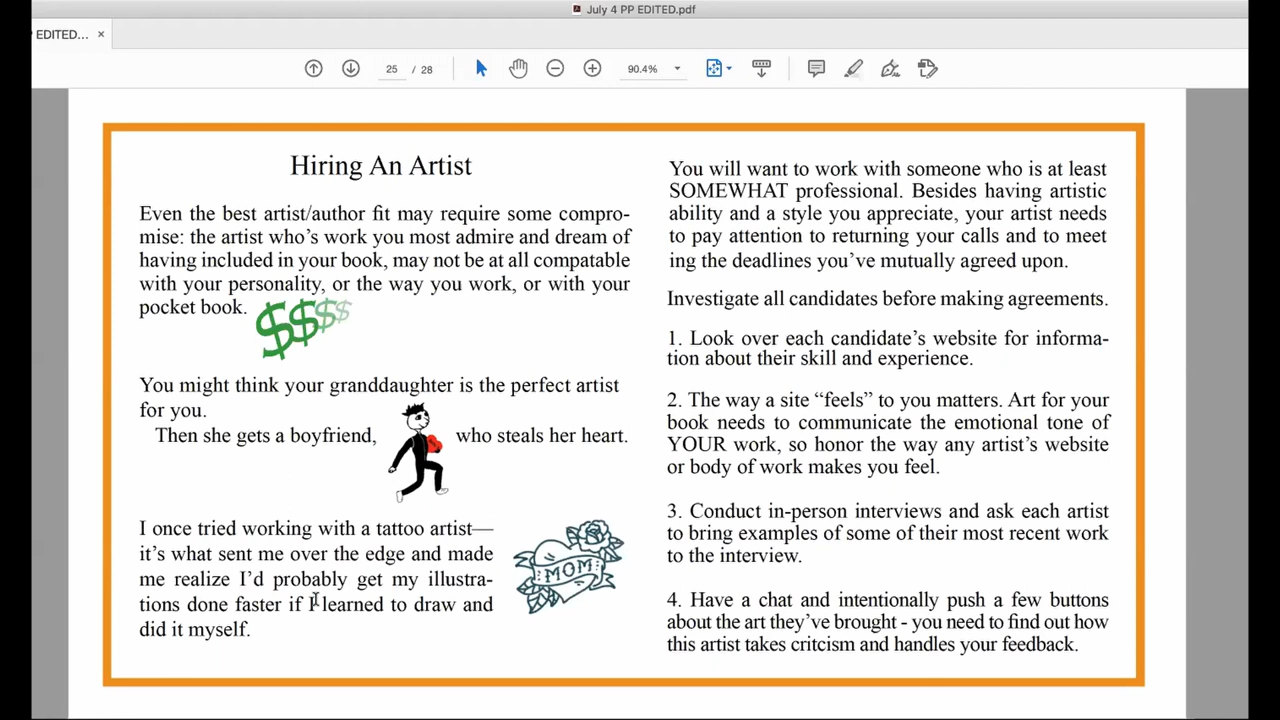 July 4 PP EDITED.pdf
EDITED... ×
25 / 28
90.4%
Hiring An Artist
Even the best artist/author fit may require some compro-
mise: the artist who's work you most admire and dream of
having included in your book, may not be at all compatable
with your personality, or the way you work, or with your
pocket book.
$$$$
You might think your granddaughter is the perfect artist
for you.
Then she gets a boyfriend, who steals her heart.
I once tried working with a tattoo artist—
it's what sent me over the edge and made
me realize I'd probably get my illustra-
tions done faster if I learned to draw and
did it myself.
MOM
You will want to work with someone who is at least
SOMEWHAT professional. Besides having artistic
ability and a style you appreciate, your artist needs
to pay attention to returning your calls and to meet
ing the deadlines you've mutually agreed upon.
Investigate all candidates before making agreements.
1. Look over each candidate's website for informa-
tion about their skill and experience.
2. The way a site “feels” to you matters. Art for your
book needs to communicate the emotional tone of
YOUR work, so honor the way any artist's website
or body of work makes you feel.
3. Conduct in-person interviews and ask each artist
to bring examples of some of their most recent work
to the interview.
4. Have a chat and intentionally push a few buttons
about the art they've brought - you need to find out how
this artist takes critcism and handles your feedback.